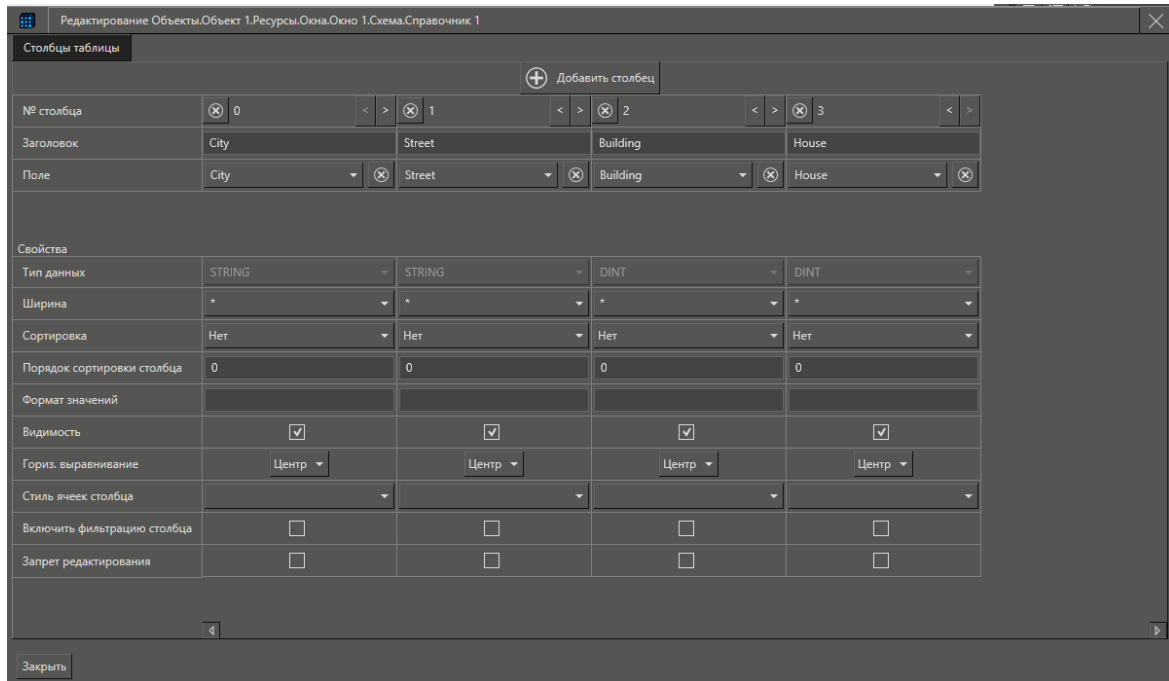 Редактирование Объекты.Объект 1.Ресурсы.Окна.Окно 1.Схема.Справочник 1
Столбцы таблицы
Добавить столбец
№ столбца 0 < > 1 < > 2 < > 3 < >
Заголовок City Street Building House
Поле City Street Building House
Свойства
Тип данных STRING STRING DINT DINT
Ширина * * * *
Сортировка Нет Нет Нет Нет
Порядок сортировки столбца 0 0 0 0
Формат значений
Видимость
Гориз. выравнивание Центр Центр Центр Центр
Стиль ячеек столбца
Включить фильтрацию столбца
Запрет редактирования
Закрыть